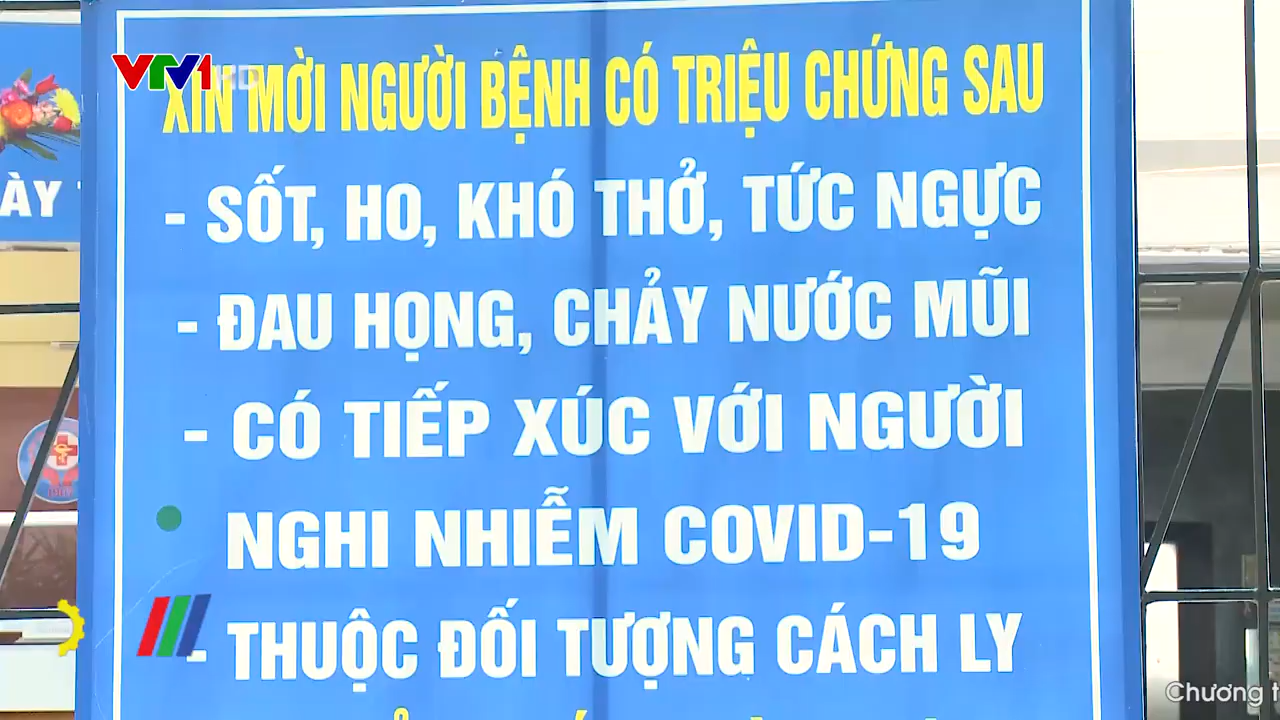 VTV1 HD
XIN MỜI NGƯỜI BỆNH CÓ TRIỆU CHỨNG SAU
- SỐT, HO, KHÓ THỞ, TỨC NGỰC
- ĐAU HỌNG, CHẢY NƯỚC MŨI
- CÓ TIẾP XÚC VỚI NGƯỜI
NGHI NHIỄM COVID-19
- THUỘC ĐỐI TƯỢNG CÁCH LY
Chương